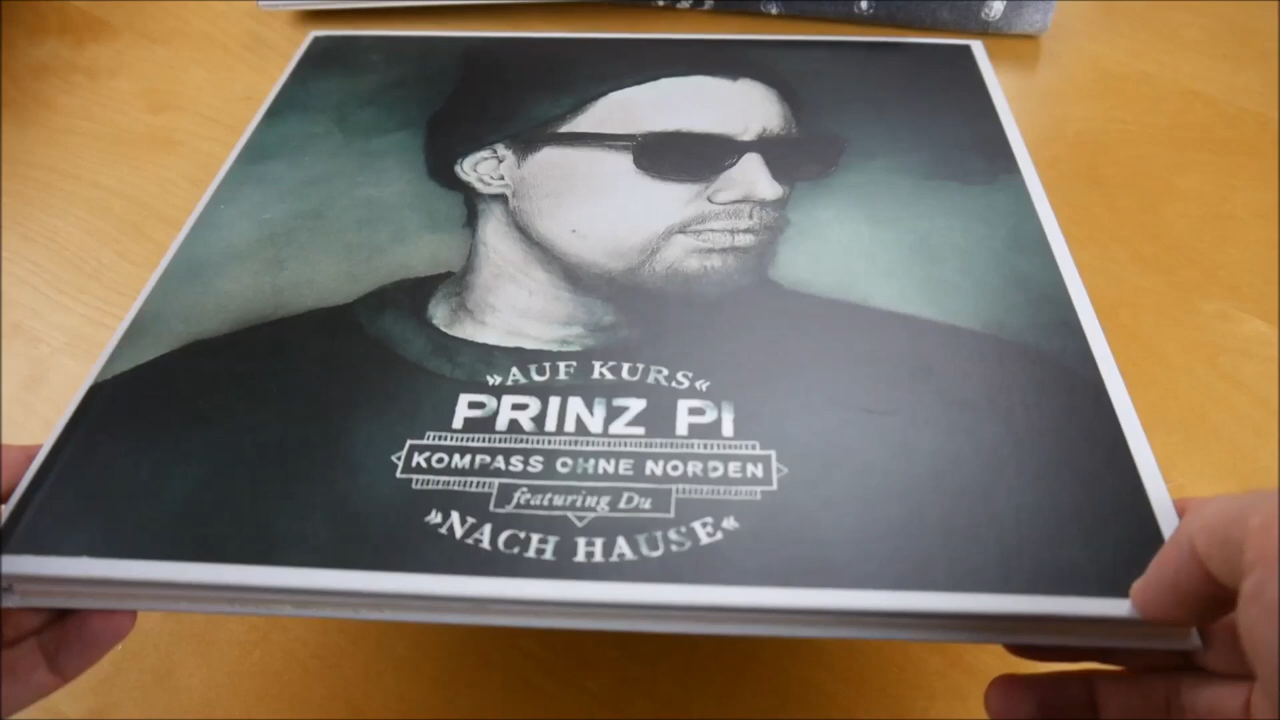 »AUF KURS«
PRINZ PI
KOMPASS OHNE NORDEN
featuring Du
»NACH HAUSE«